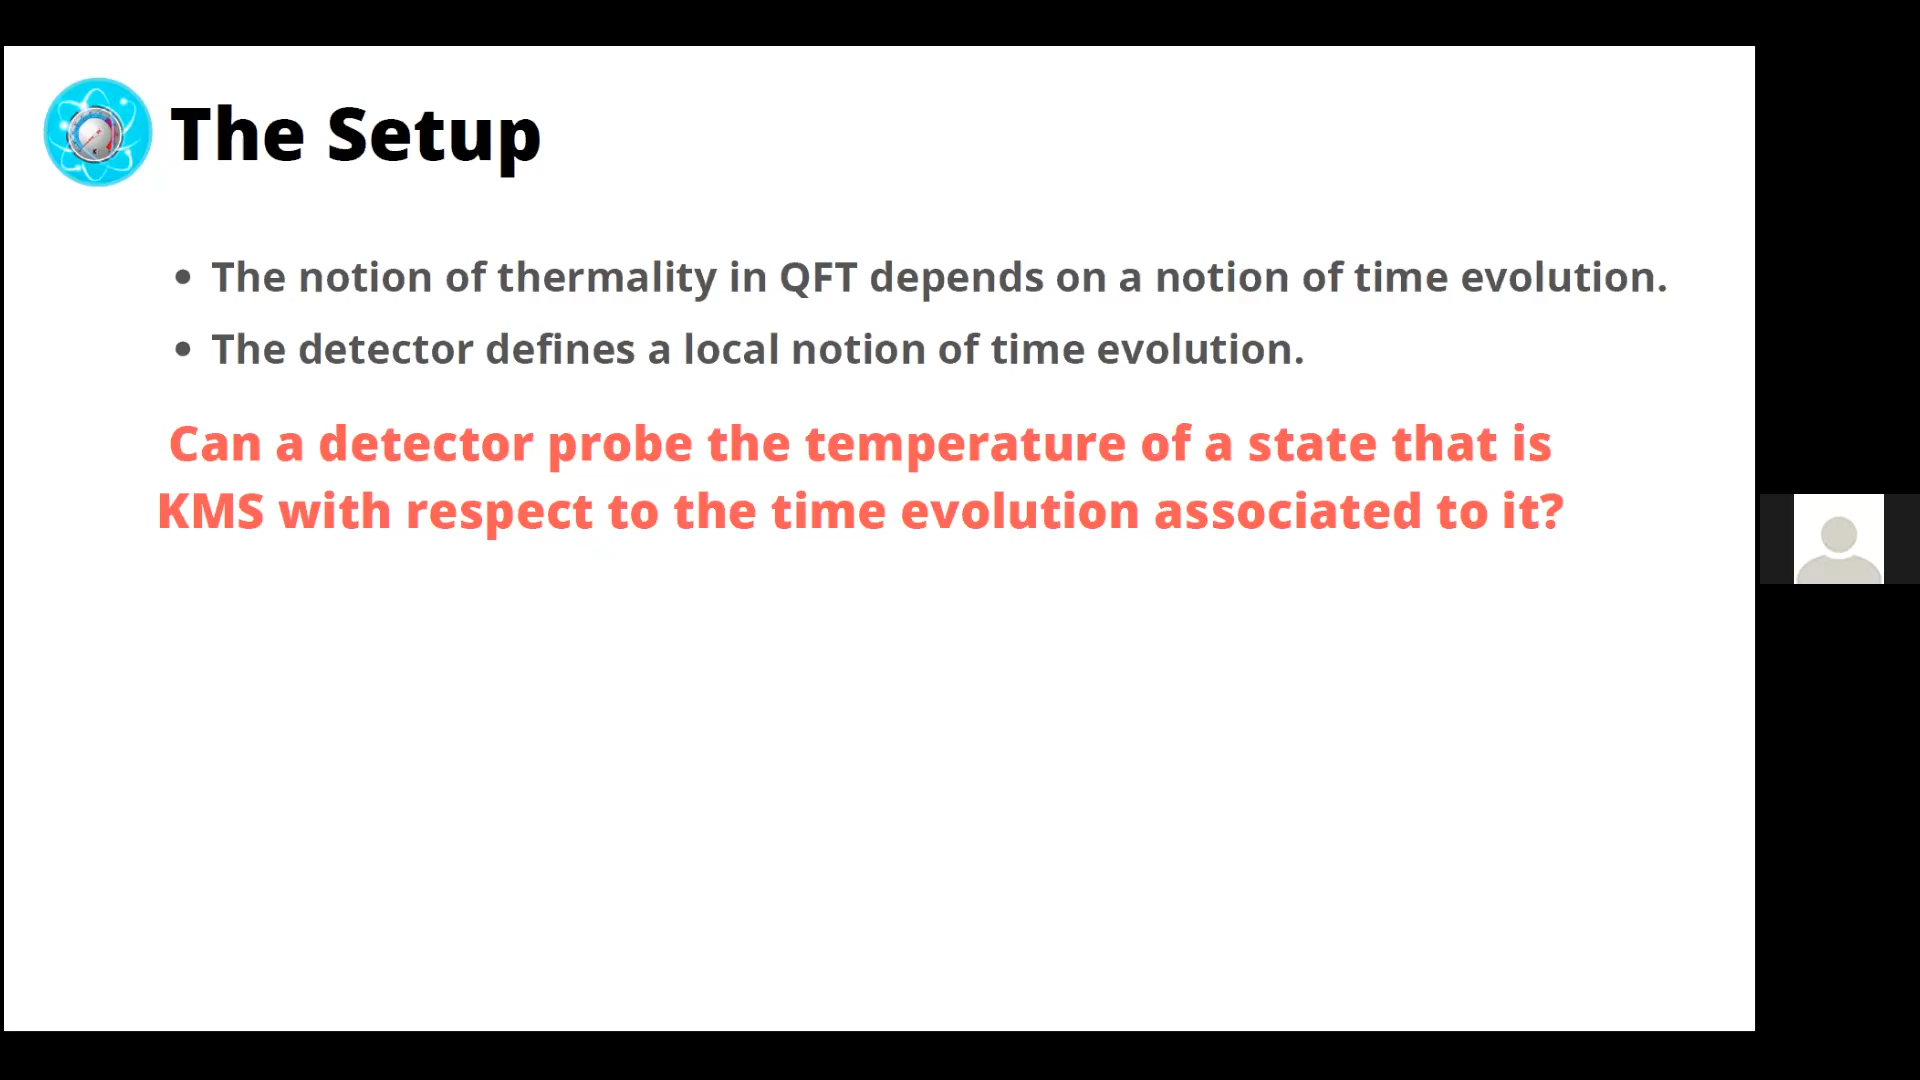 The Setup
• The notion of thermality in QFT depends on a notion of time evolution.
• The detector defines a local notion of time evolution.
Can a detector probe the temperature of a state that is
KMS with respect to the time evolution associated to it?